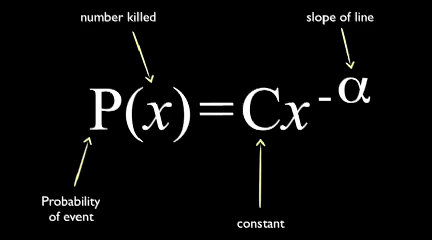 number killed
slope of line
P(x)=Cx-α
Probability
of event
constant